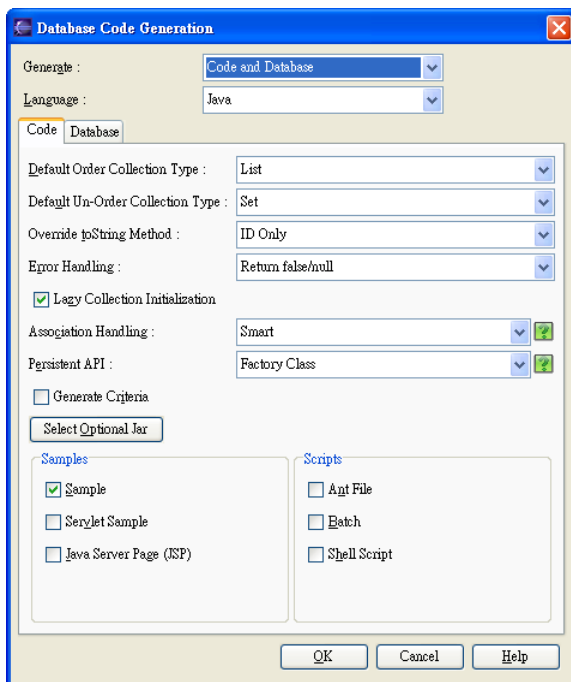 Database Code Generation
Generate : Code and Database
Language : Java
Code Database
Default Order Collection Type : List
Default Un-Order Collection Type : Set
Override toString Method : ID Only
Error Handling : Return false/null
Lazy Collection Initialization
Association Handling : Smart
Persistent API : Factory Class
Generate Criteria
Select Optional Jar
Samples Scripts
Sample Ant File
Servlet Sample Batch
Java Server Page (JSP) Shell Script
OK Cancel Help